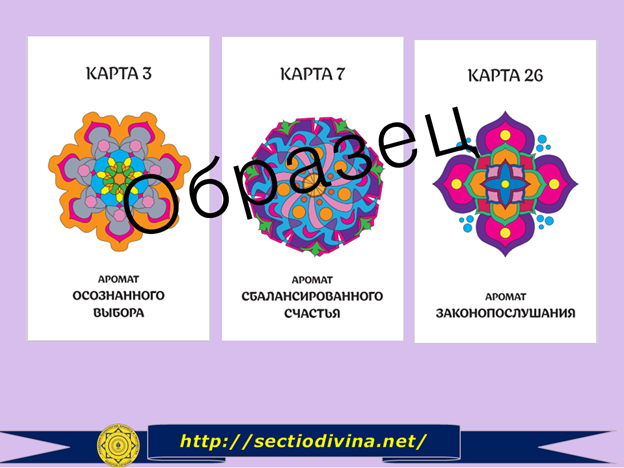 КАРТА 3
АРОМАТ
ОСОЗНАННОГО
ВЫБОРА
КАРТА 7
АРОМАТ
СБАЛАНСИРОВАННОГО
СЧАСТЬЯ
КАРТА 26
АРОМАТ
ЗАКОНОПОСЛУШАНИЯ
Образец
http://sectiodivina.net/